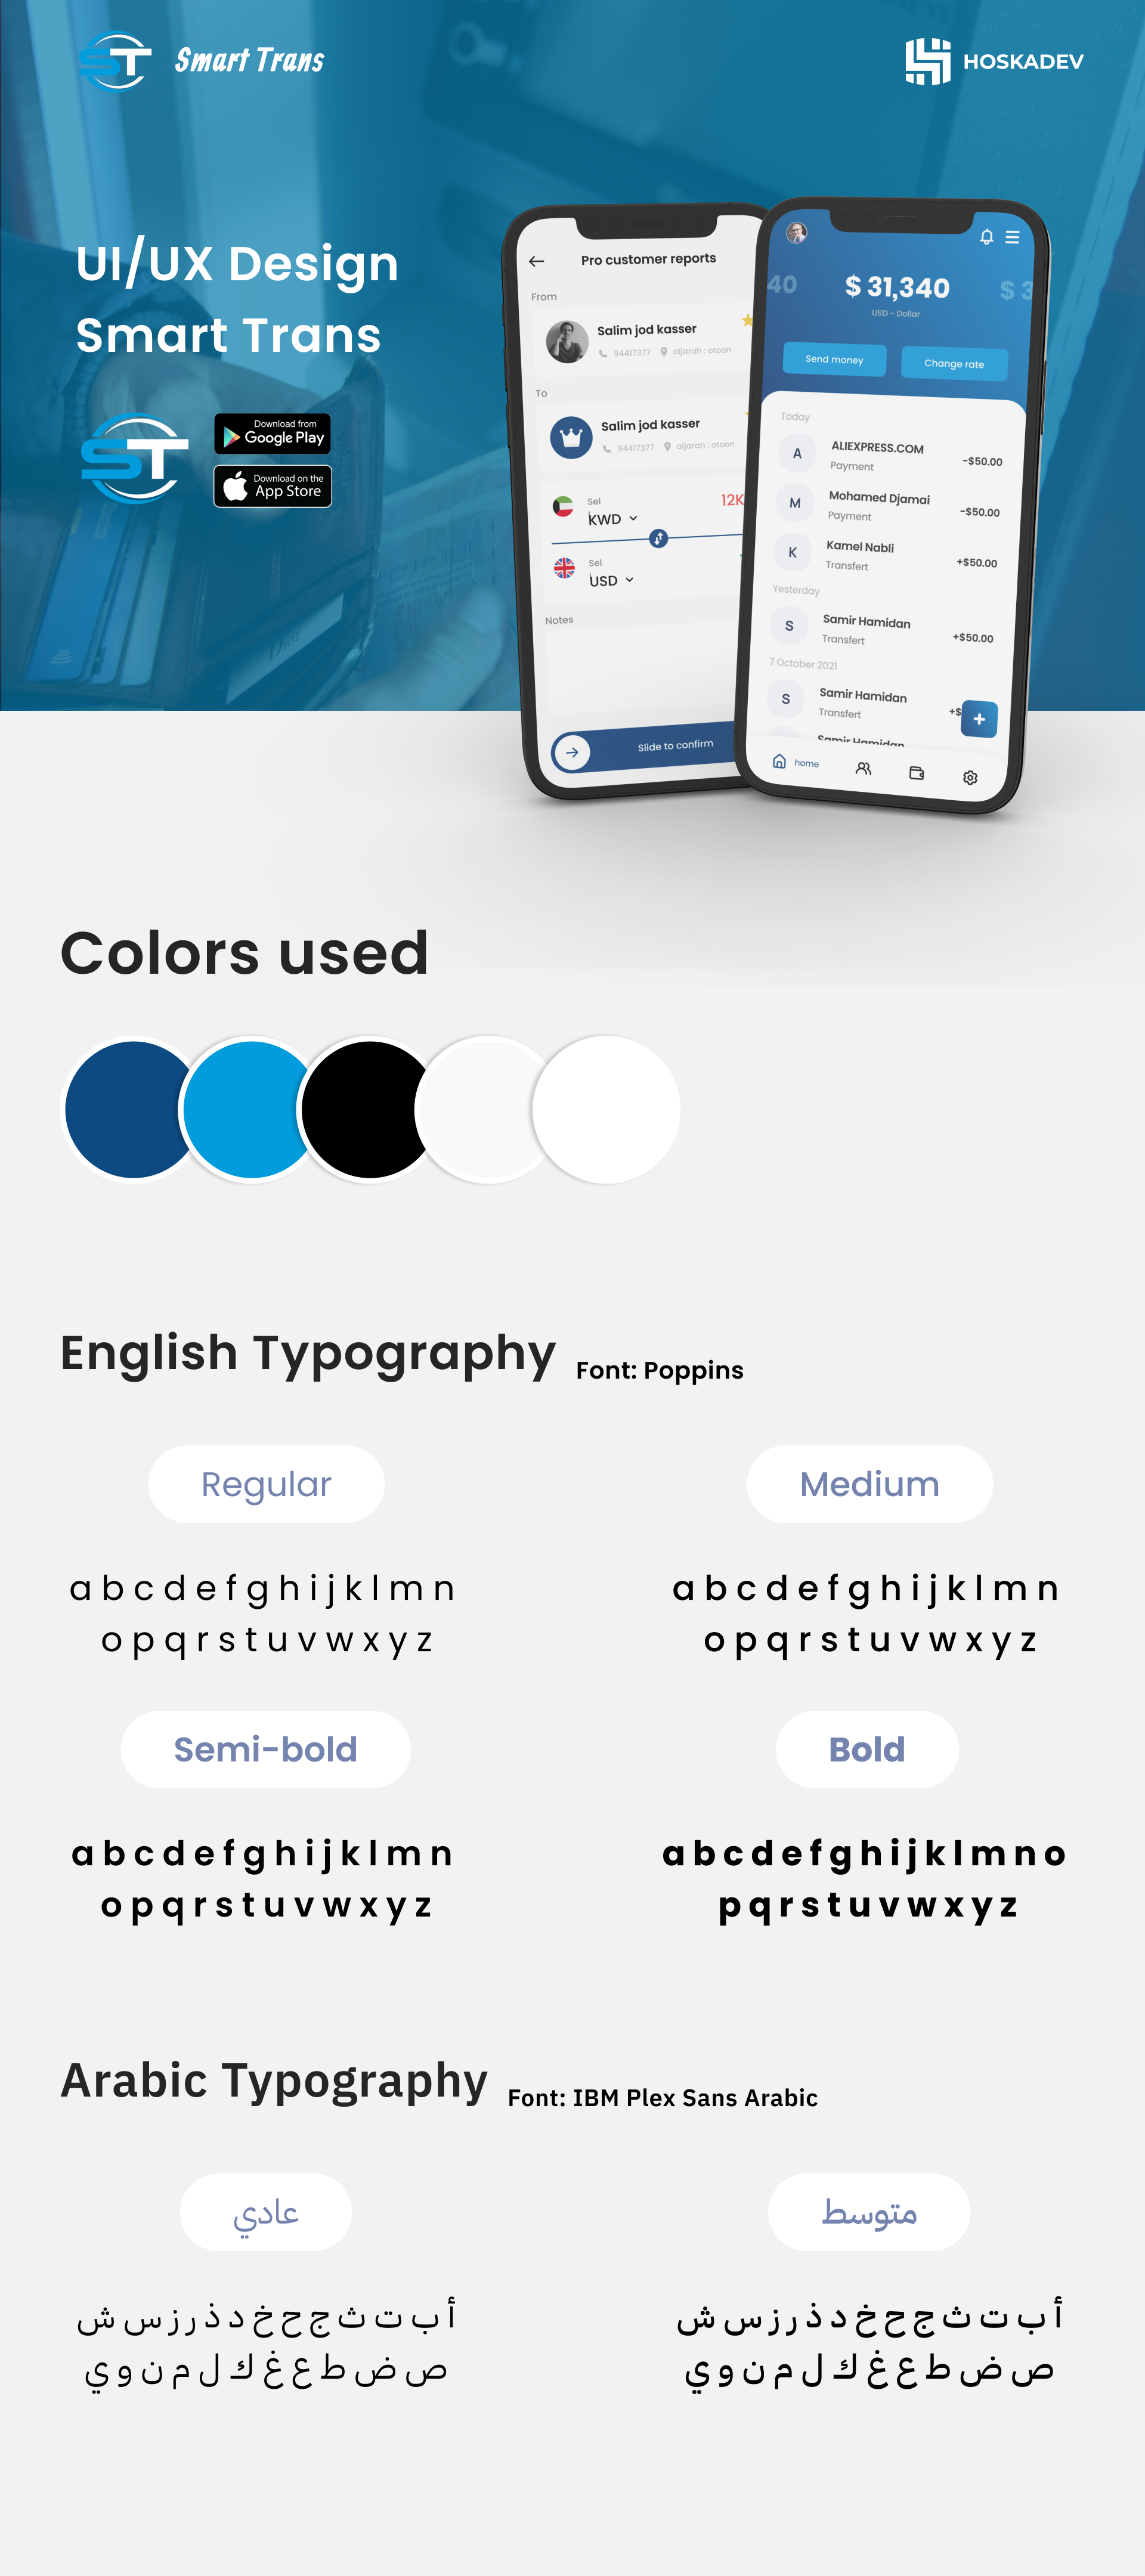 ST Smart Trans
HOSKADEV
UI/UX Design
Smart Trans
ST
Download from
Google Play
Download on the
App Store
Pro customer reports
From
Salim jod kasser
94417377 aljarah : otoon
To
Salim jod kasser
94417377 aljarah : otoon
Sel
KWD
12K
Sel
USD
Notes
Slide to confirm
40
$ 31,340
$ 3
USD - Dollar
Send money
Change rate
Today
A
ALIEXPRESS.COM
Payment
-$50.00
M
Mohamed Djamai
Payment
-$50.00
K
Kamel Nabli
Transfert
+$50.00
Yesterday
S
Samir Hamidan
Transfert
+$50.00
7 October 2021
S
Samir Hamidan
Transfert
+$
Samir Hamidan
home
Dior
Colors used
English Typography
Font: Poppins
Regular
a b c d e f g h i j k l m n
o p q r s t u v w x y z
Medium
a b c d e f g h i j k l m n
o p q r s t u v w x y z
Semi-bold
a b c d e f g h i j k l m n
o p q r s t u v w x y z
Bold
a b c d e f g h i j k l m n o
p q r s t u v w x y z
Arabic Typography
Font: IBM Plex Sans Arabic
عادي
أ ب ت ث ج ح خ د ذ ر ز س ش
ص ض ط ع غ ك ل م ن و ي
متوسط
أ ب ت ث ج ح خ د ذ ر ز س ش
ص ض ط ع غ ك ل م ن و ي